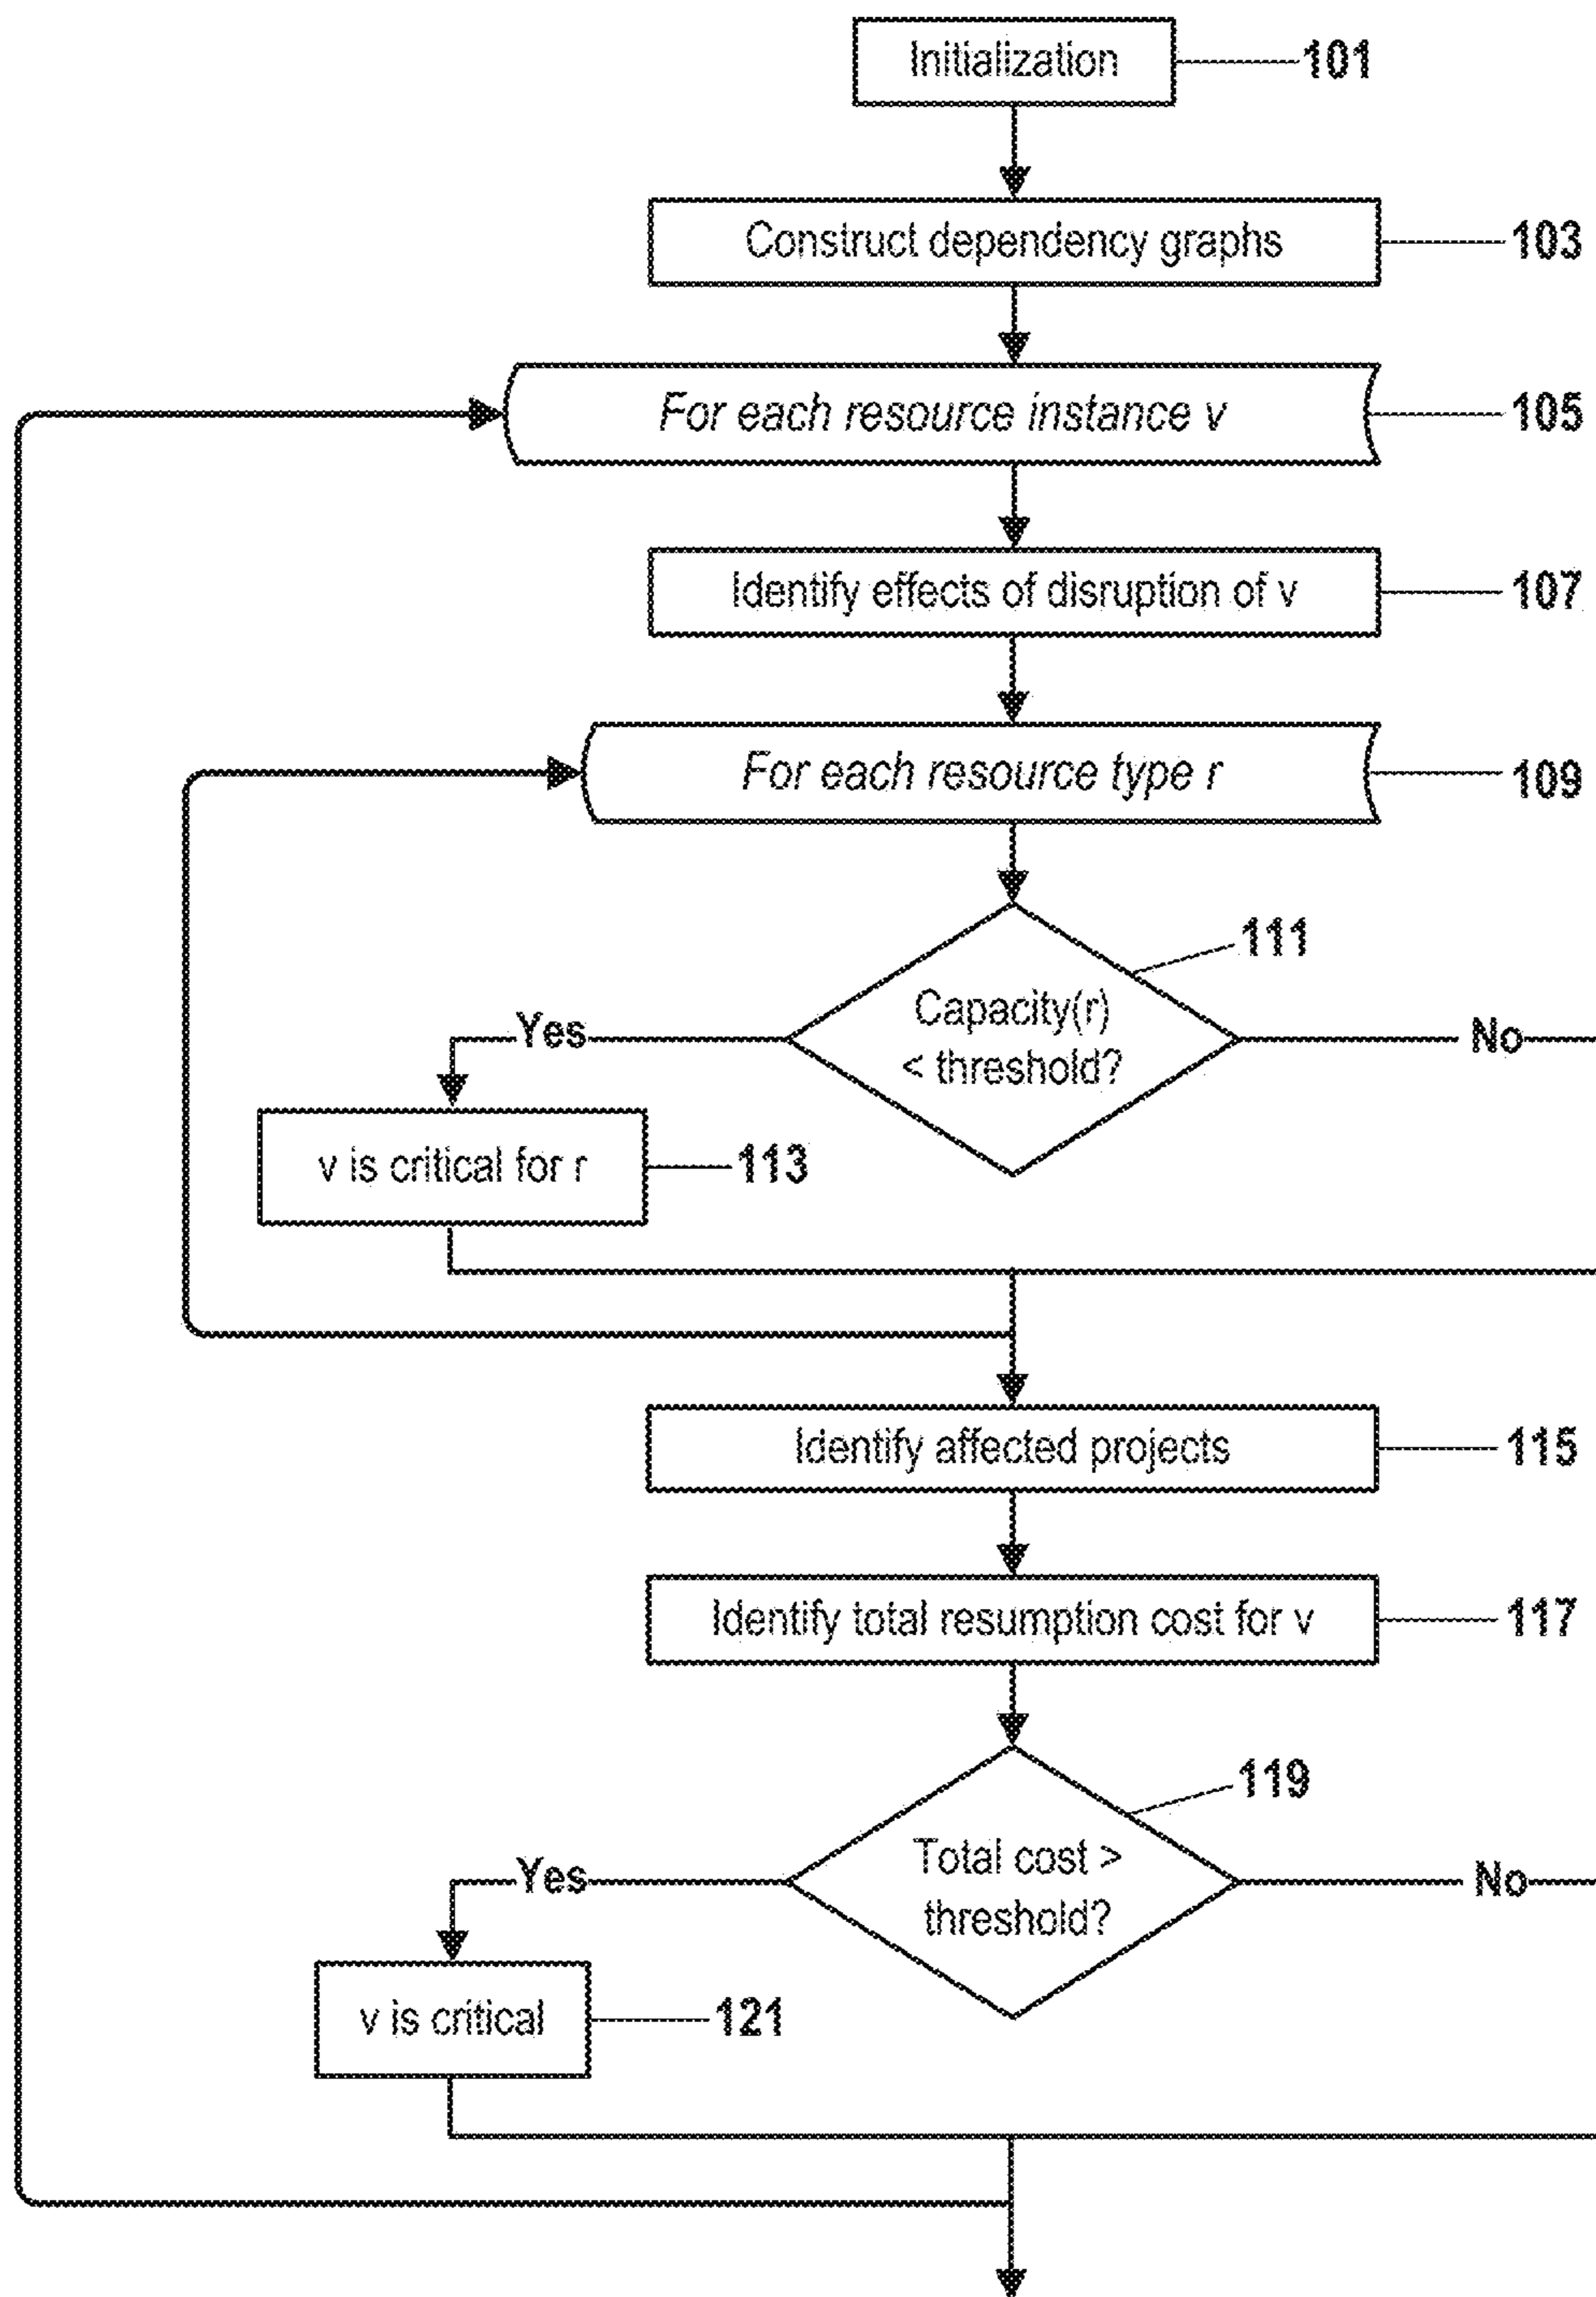 Initialization
101
Construct dependency graphs
103
For each resource instance v
105
Identify effects of disruption of v
107
For each resource type r
109
111
Capacity(r)
< threshold?
Yes
No
v is critical for r
113
Identify affected projects
115
Identify total resumption cost for v
117
119
Total cost >
threshold?
Yes
No
v is critical
121